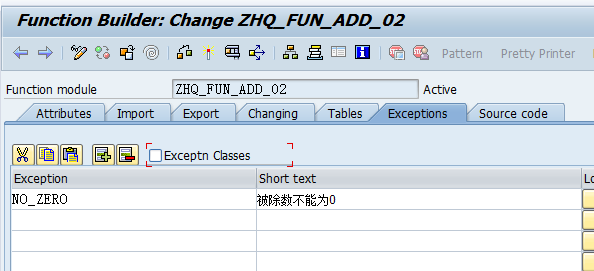 Function Builder: Change ZHQ_FUN_ADD_02
Pattern Pretty Printer
Function module ZHQ_FUN_ADD_02 Active
Attributes Import Export Changing Tables Exceptions Source code
Exceptn Classes
Exception Short text Lo
NO_ZERO 被除数不能为0